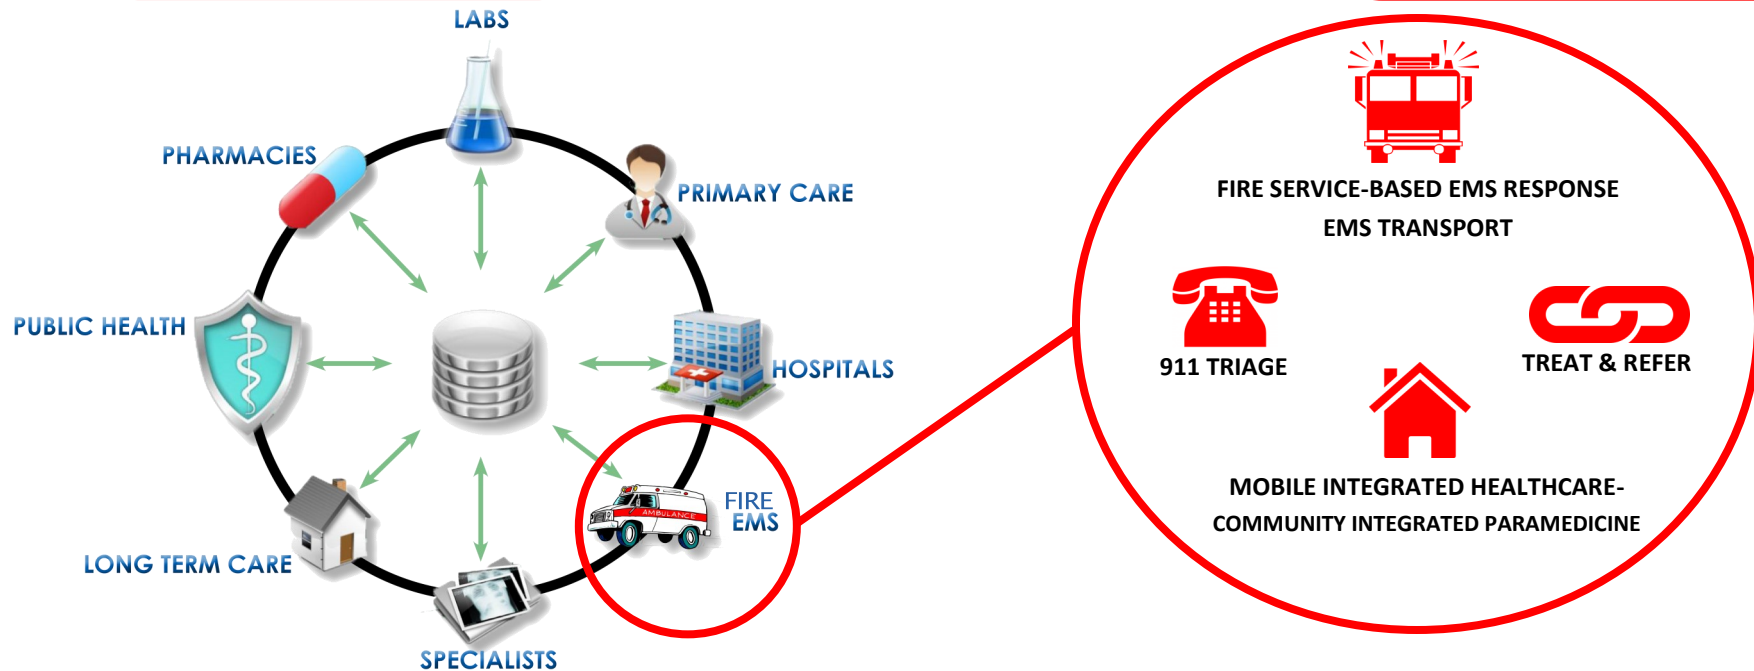 LABS
PHARMACIES
PRIMARY CARE
PUBLIC HEALTH
HOSPITALS
FIRE
EMS
AMBULANCE
LONG TERM CARE
SPECIALISTS
FIRE SERVICE-BASED EMS RESPONSE
EMS TRANSPORT
911 TRIAGE
TREAT & REFER
MOBILE INTEGRATED HEALTHCARE-
COMMUNITY INTEGRATED PARAMEDICINE